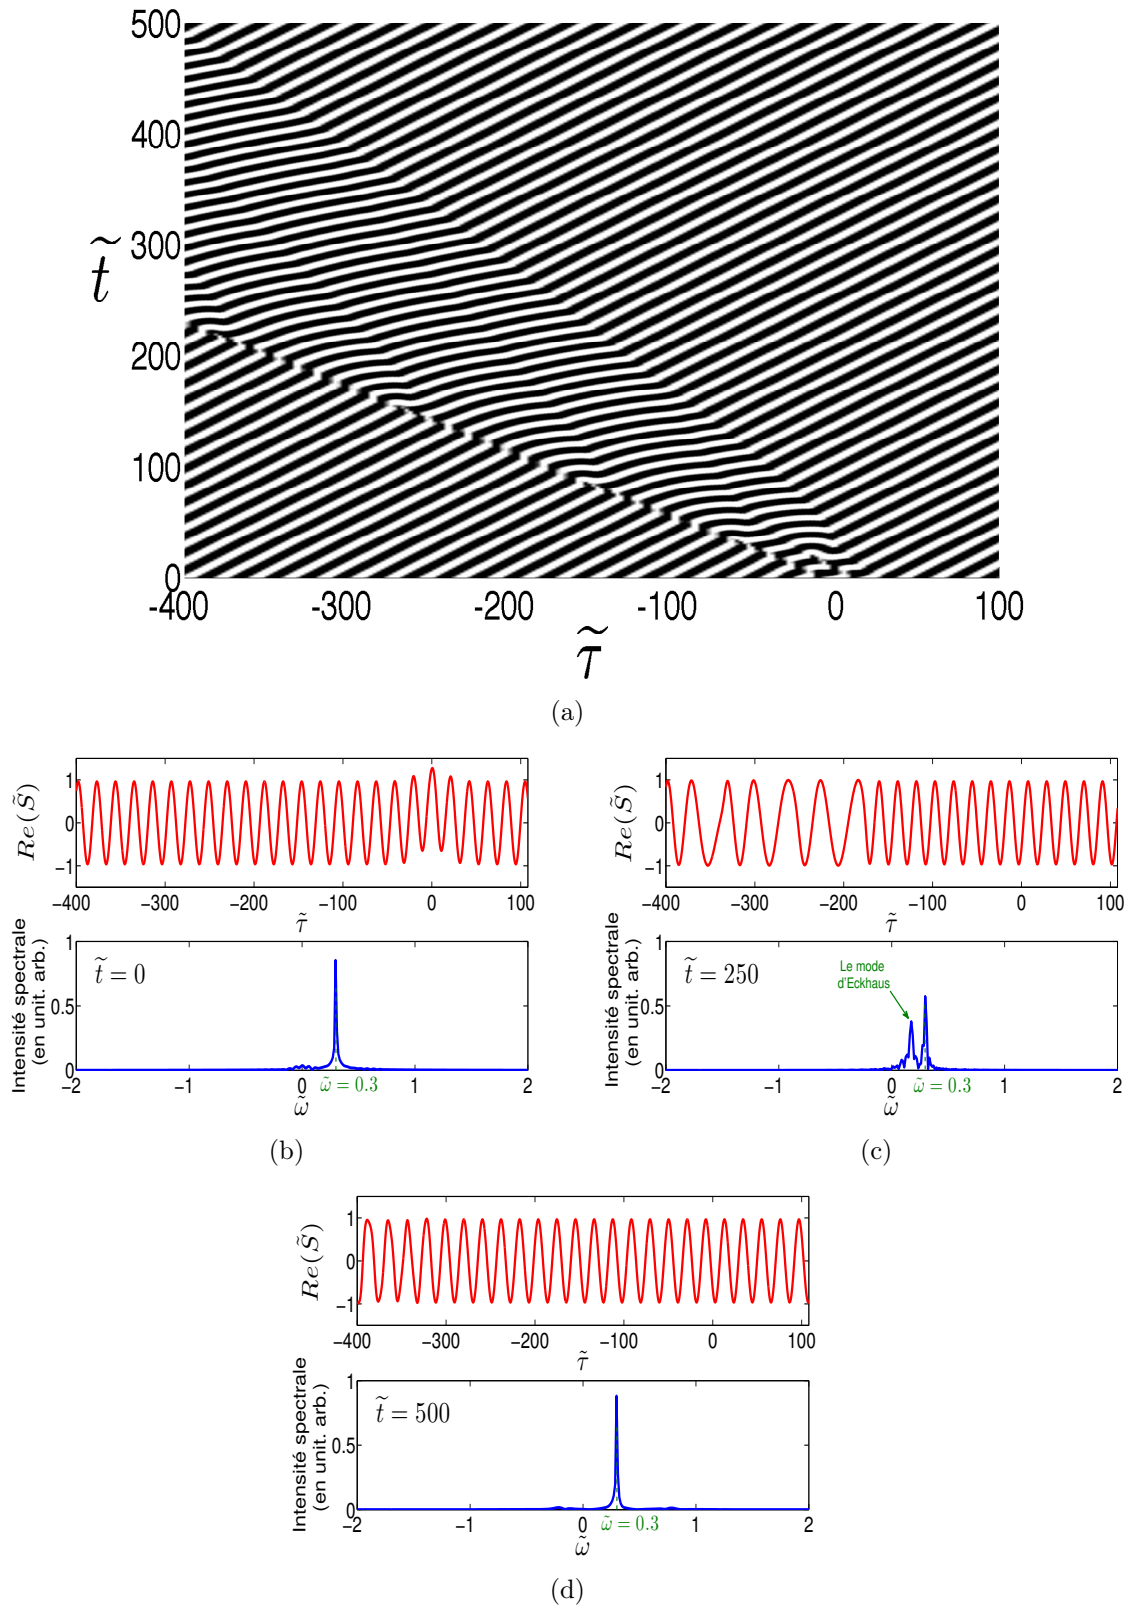 500
400
300
200
100
0
t̃
-400 -300 -200 -100 0 100
τ̃
(a)
Re(S̃)
1
0
−1
−400 −300 −200 −100 0 100
τ̃
Intensité spectrale
(en unit. arb.)
1
0.5
0
t̃ = 0
−2 −1 0 1 2
ω̃ = 0.3
ω̃
(b)
Re(S̃)
1
0
−1
−400 −300 −200 −100 0 100
τ̃
Intensité spectrale
(en unit. arb.)
1
0.5
0
t̃ = 250
Le mode
d'Eckhaus
−2 −1 0 1 2
ω̃ = 0.3
ω̃
(c)
Re(S̃)
1
0
−1
−400 −300 −200 −100 0 100
τ̃
Intensité spectrale
(en unit. arb.)
1
0.5
0
t̃ = 500
−2 −1 0 1 2
ω̃ = 0.3
ω̃
(d)